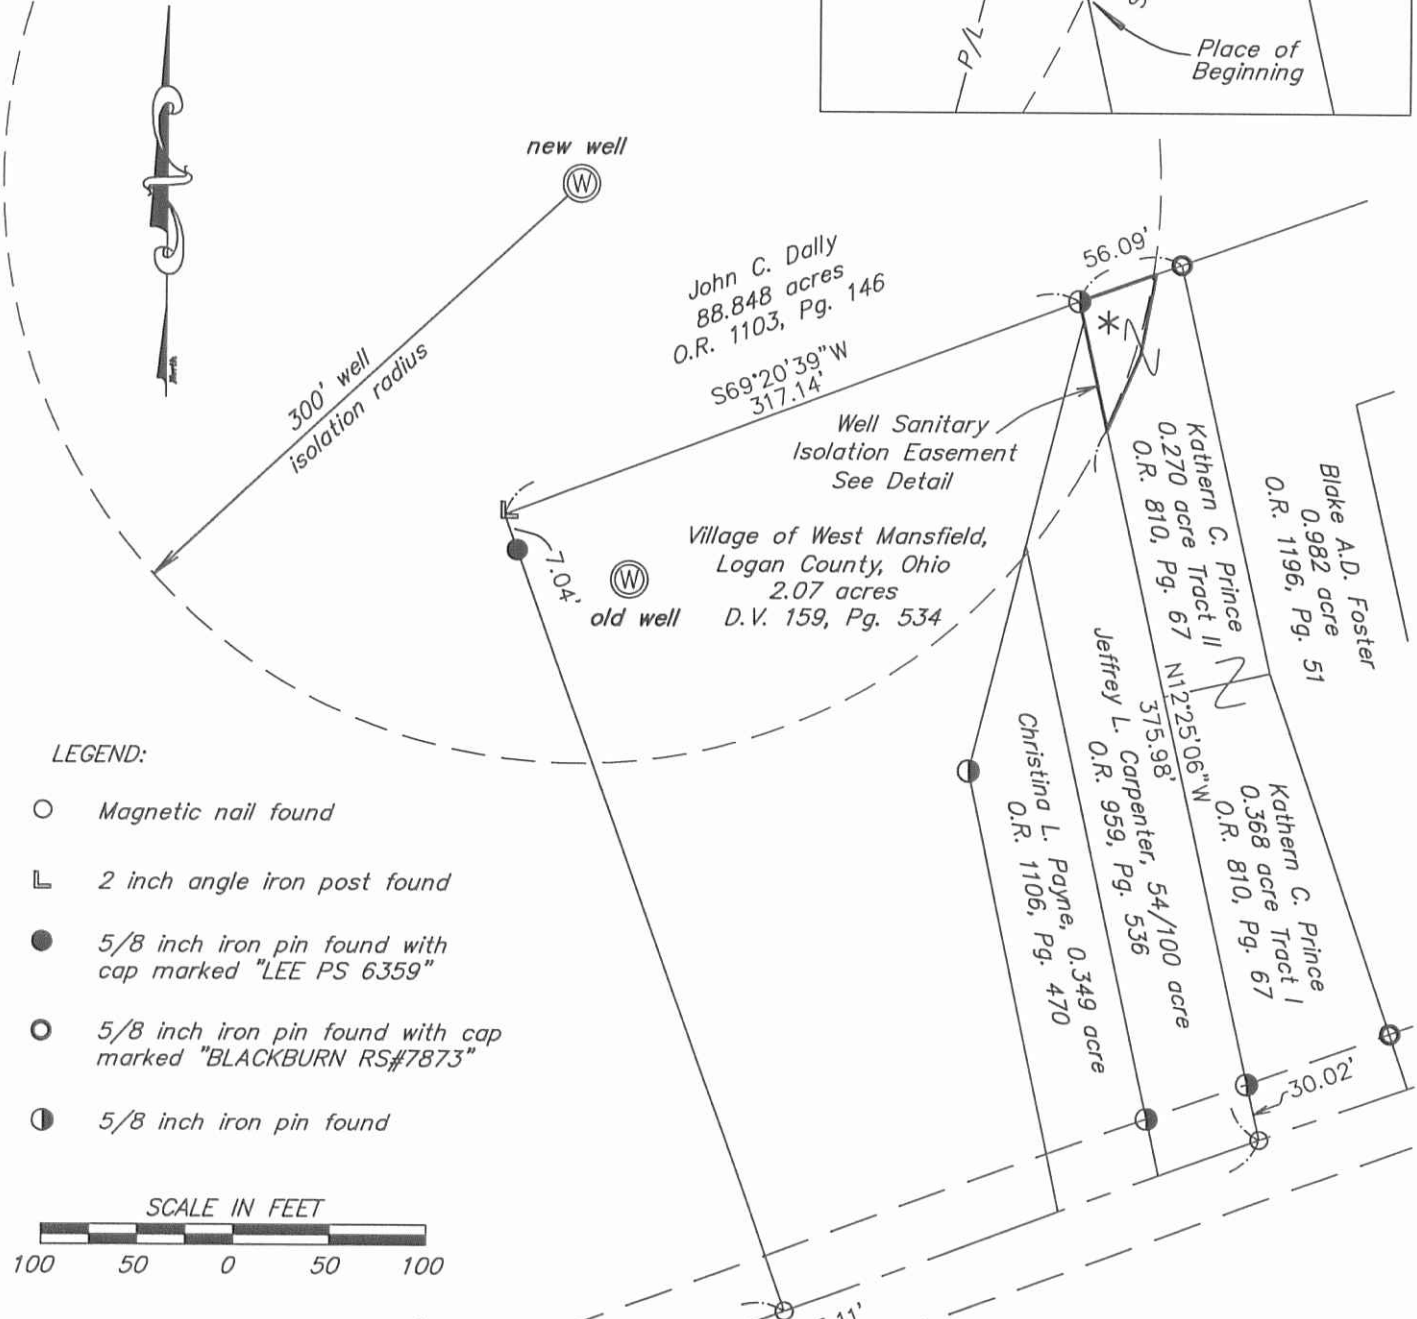 P/L
Place of
Beginning
new well
W
North
300' well
isolation radius
John C. Dally
88.848 acres
O.R. 1103, Pg. 146
56.09'
*
S69°20'39"W
317.14'
Well Sanitary
Isolation Easement
See Detail
7.04'
W
old well
Village of West Mansfield,
Logan County, Ohio
2.07 acres
D.V. 159, Pg. 534
Kathern C. Prince
0.270 acre Tract II
O.R. 810, Pg. 67
Blake A.D. Foster
0.982 acre
O.R. 1196, Pg. 51
N12°25'06"W
375.98'
Jeffrey L. Carpenter, 54/100 acre
O.R. 959, Pg. 536
Christina L. Payne, 0.349 acre
O.R. 1106, Pg. 470
Kathern C. Prince
0.368 acre Tract I
O.R. 810, Pg. 67
30.02'
LEGEND:
Magnetic nail found
2 inch angle iron post found
5/8 inch iron pin found with
cap marked "LEE PS 6359"
5/8 inch iron pin found with cap
marked "BLACKBURN RS#7873"
5/8 inch iron pin found
SCALE IN FEET
100 50 0 50 100